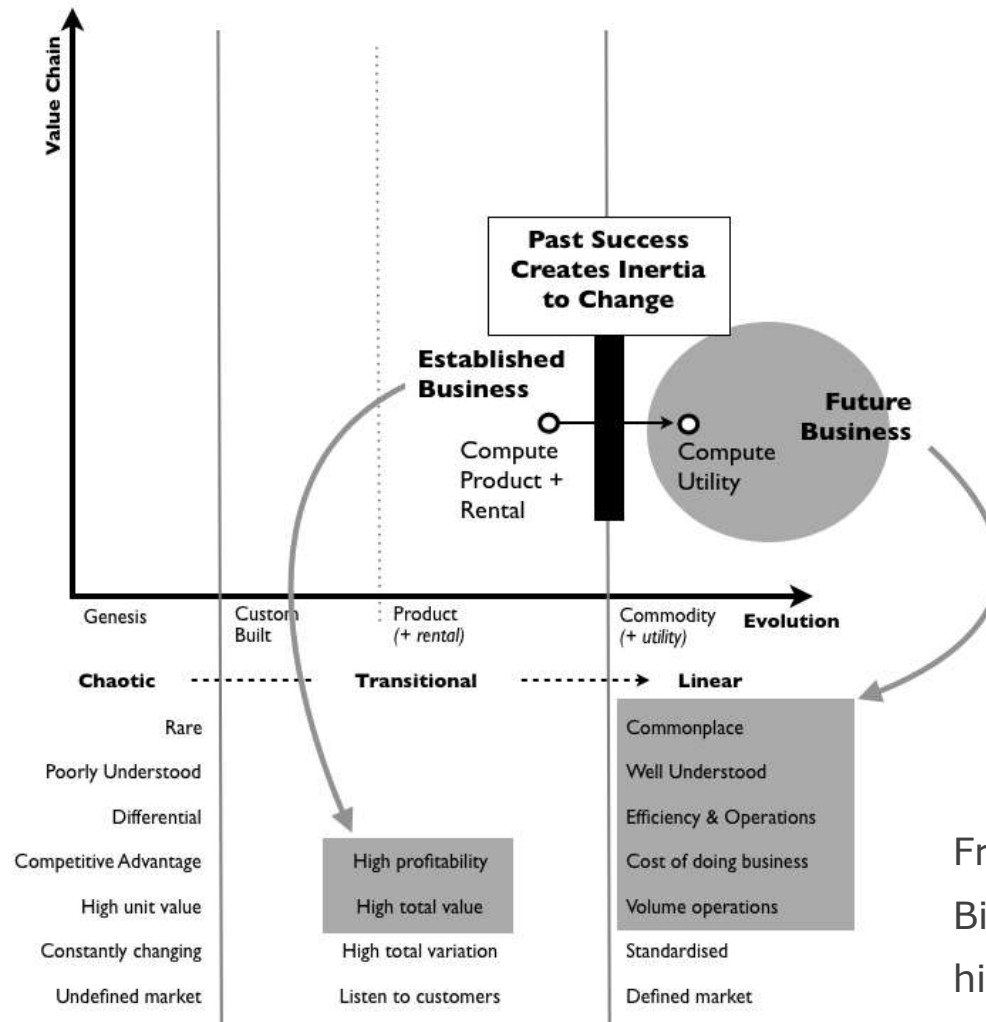 Value Chain
Past Success
Creates Inertia
to Change
Established
Business
Future
Business
Compute
Product +
Rental
Compute
Utility
Genesis
Custom
Built
Product
(+ rental)
Commodity
(+ utility)
Evolution
Chaotic
Transitional
Linear
Rare
Commonplace
Poorly Understood
Well Understood
Differential
Efficiency & Operations
Competitive Advantage
High profitability
Cost of doing business
High unit value
High total value
Volume operations
Constantly changing
High total variation
Standardised
Undefined market
Listen to customers
Defined market
Fr
Bi
hi